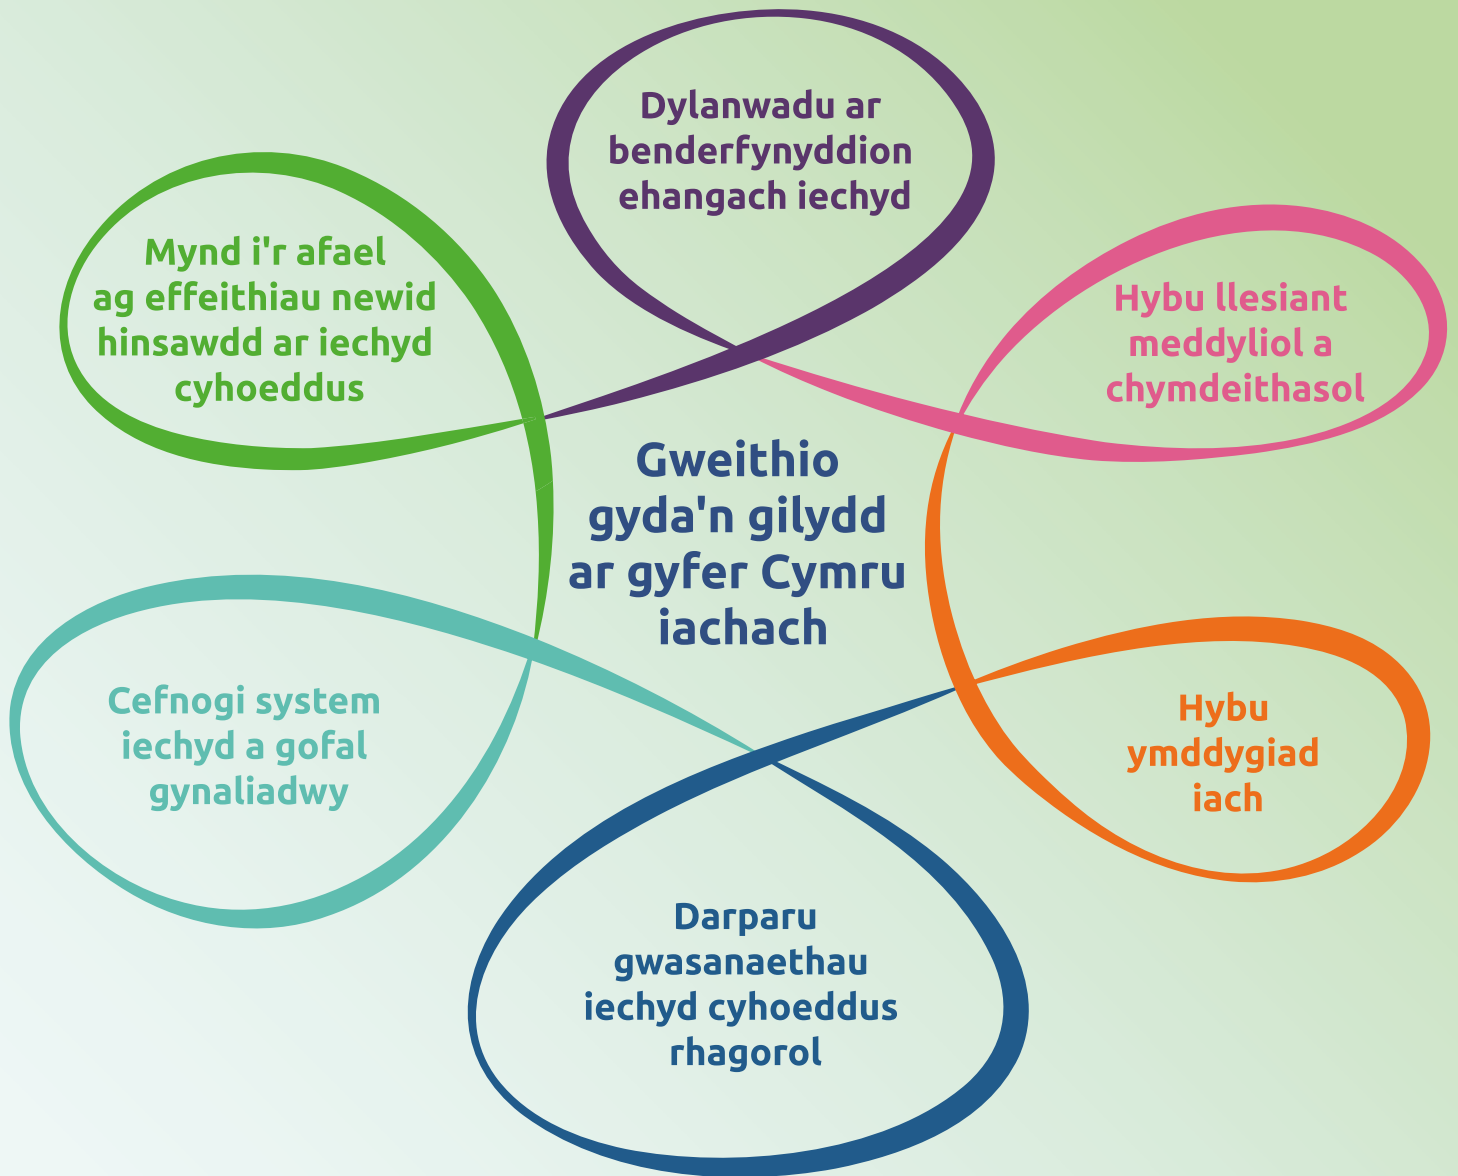 Dylanwadu ar
benderfynyddion
ehangach iechyd
Mynd i'r afael
ag effeithiau newid
hinsawdd ar iechyd
cyhoeddus
Hybu llesiant
meddyliol a
chymdeithasol
Gweithio
gyda'n gilydd
ar gyfer Cymru
iachach
Cefnogi system
iechyd a gofal
gynaliadwy
Hybu
ymddygiad
iach
Darparu
gwasanaethau
iechyd cyhoeddus
rhagorol